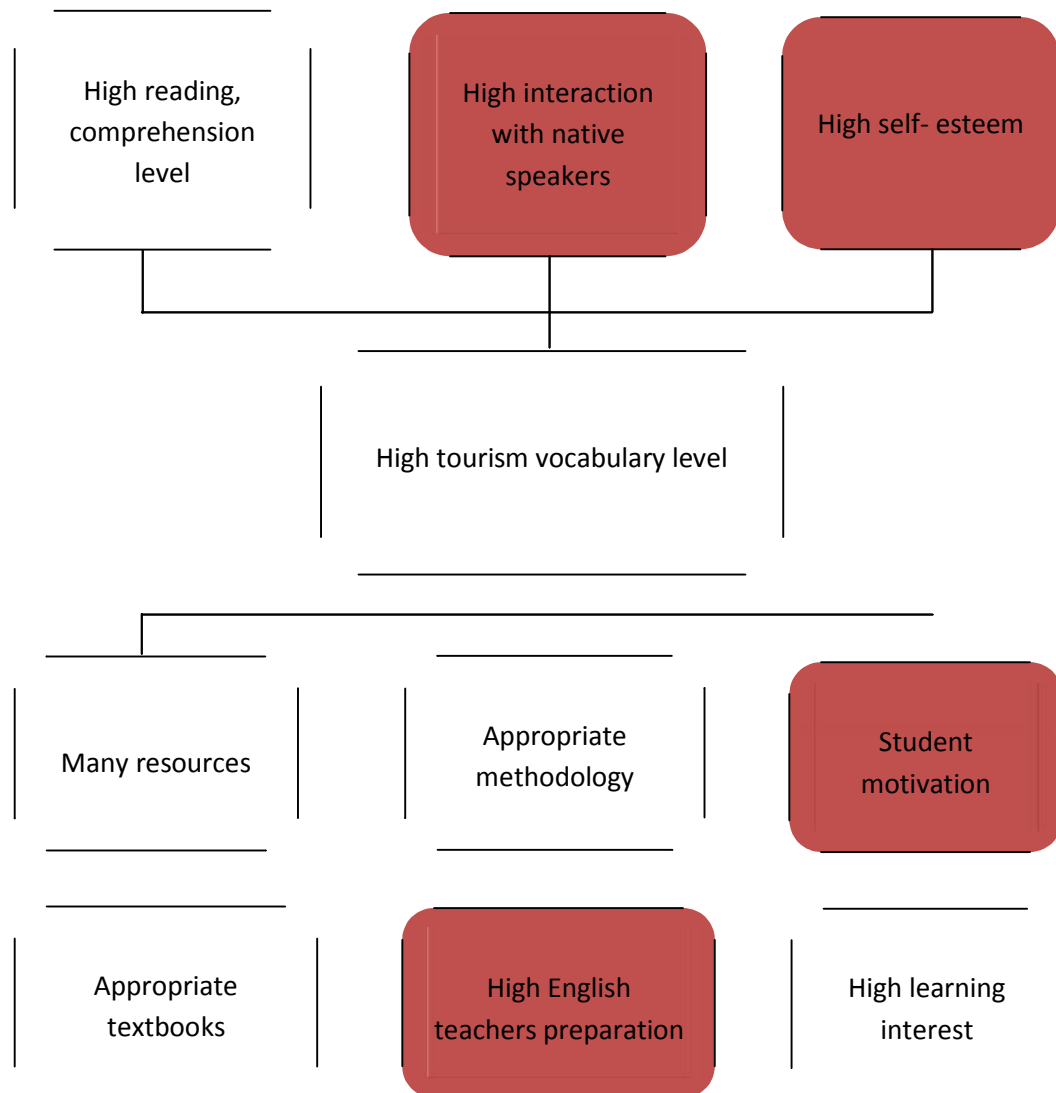 High reading,
comprehension
level
High interaction
with native
speakers
High self- esteem
High tourism vocabulary level
Many resources
Appropriate
methodology
Student
motivation
Appropriate
textbooks
High English
teachers preparation
High learning
interest